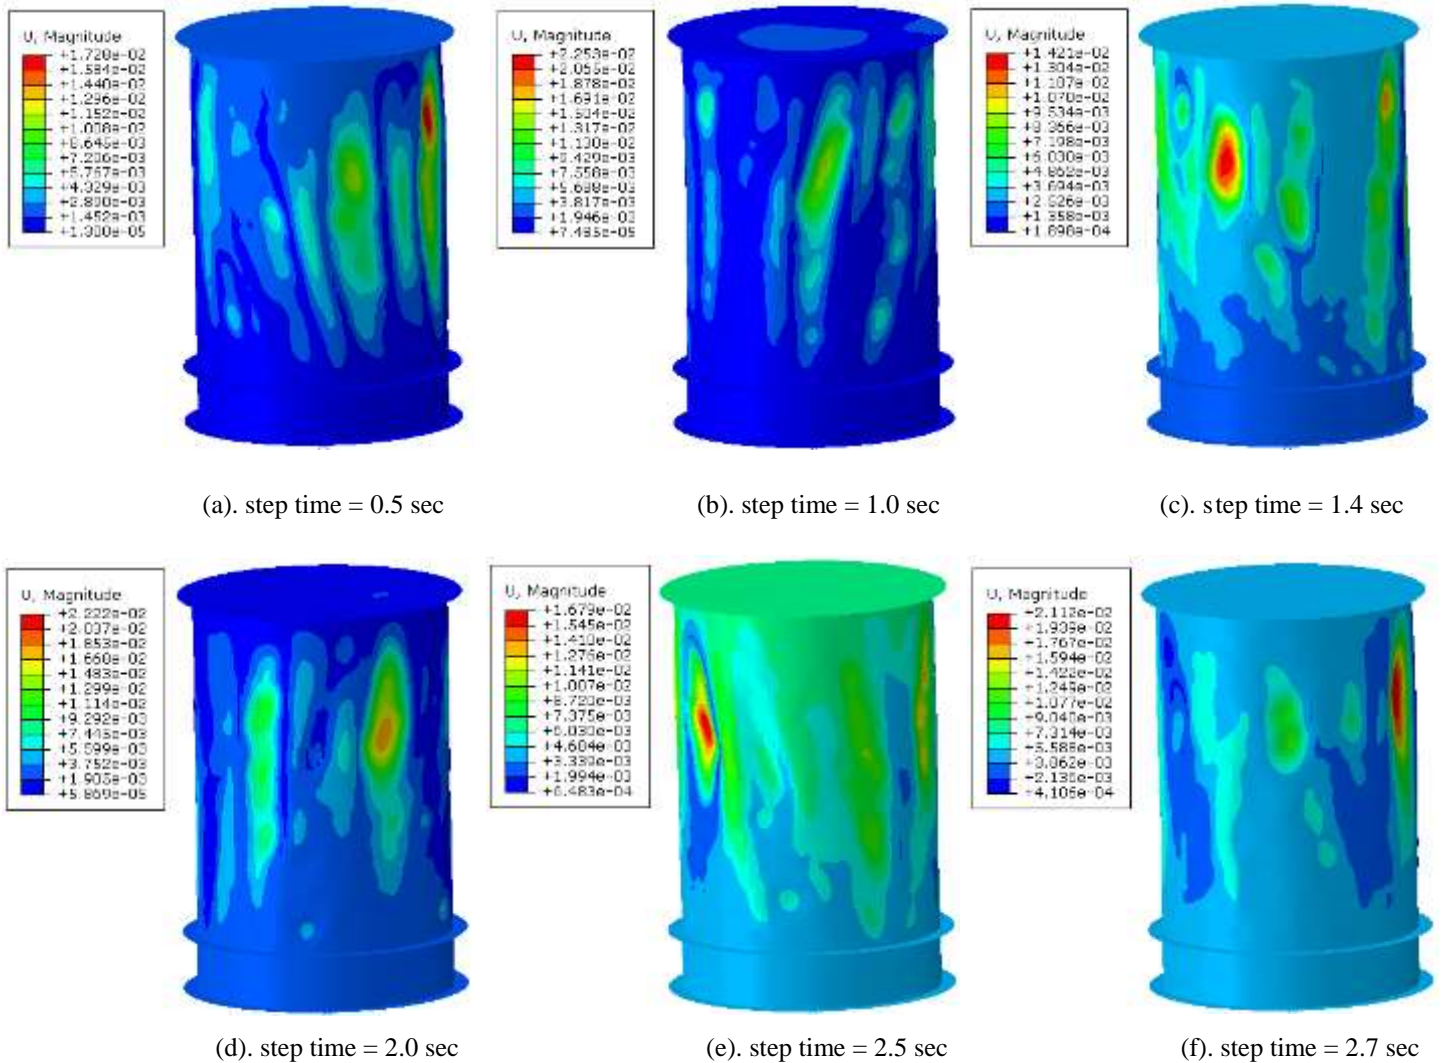 U, Magnitude
+1.728e-02
+1.584e-02
+1.440e-02
+1.296e-02
+1.152e-02
+1.008e-02
+8.645e-03
+7.206e-03
+5.767e-03
+4.329e-03
+2.890e-03
+1.452e-03
+1.300e-05
U, Magnitude
+2.253e-02
+1.878e-02
+1.691e-02
+1.504e-02
+1.317e-02
+1.130e-02
+9.429e-03
+7.558e-03
+5.688e-03
+3.817e-03
+1.946e-03
+7.485e-05
U, Magnitude
+1.421e-02
+1.304e-02
+1.187e-02
+1.070e-02
+9.534e-03
+8.366e-03
+7.198e-03
+6.030e-03
+4.862e-03
+3.694e-03
+2.526e-03
+1.358e-03
+1.898e-04
(a). step time = 0.5 sec
(b). step time = 1.0 sec
(c). step time = 1.4 sec
U, Magnitude
+2.222e-02
+2.037e-02
+1.853e-02
+1.668e-02
+1.483e-02
+1.299e-02
+1.114e-02
+9.292e-03
+7.445e-03
+5.599e-03
+3.752e-03
+1.905e-03
+5.869e-05
U, Magnitude
+1.679e-02
+1.545e-02
+1.410e-02
+1.276e-02
+1.141e-02
+1.007e-02
+8.720e-03
+7.375e-03
+6.030e-03
+4.684e-03
+3.339e-03
+1.994e-03
+6.483e-04
U, Magnitude
+2.112e-02
+1.939e-02
+1.767e-02
+1.594e-02
+1.422e-02
+1.249e-02
+1.077e-02
+9.040e-03
+7.314e-03
+5.588e-03
+3.862e-03
+2.136e-03
+4.106e-04
(d). step time = 2.0 sec
(e). step time = 2.5 sec
(f). step time = 2.7 sec